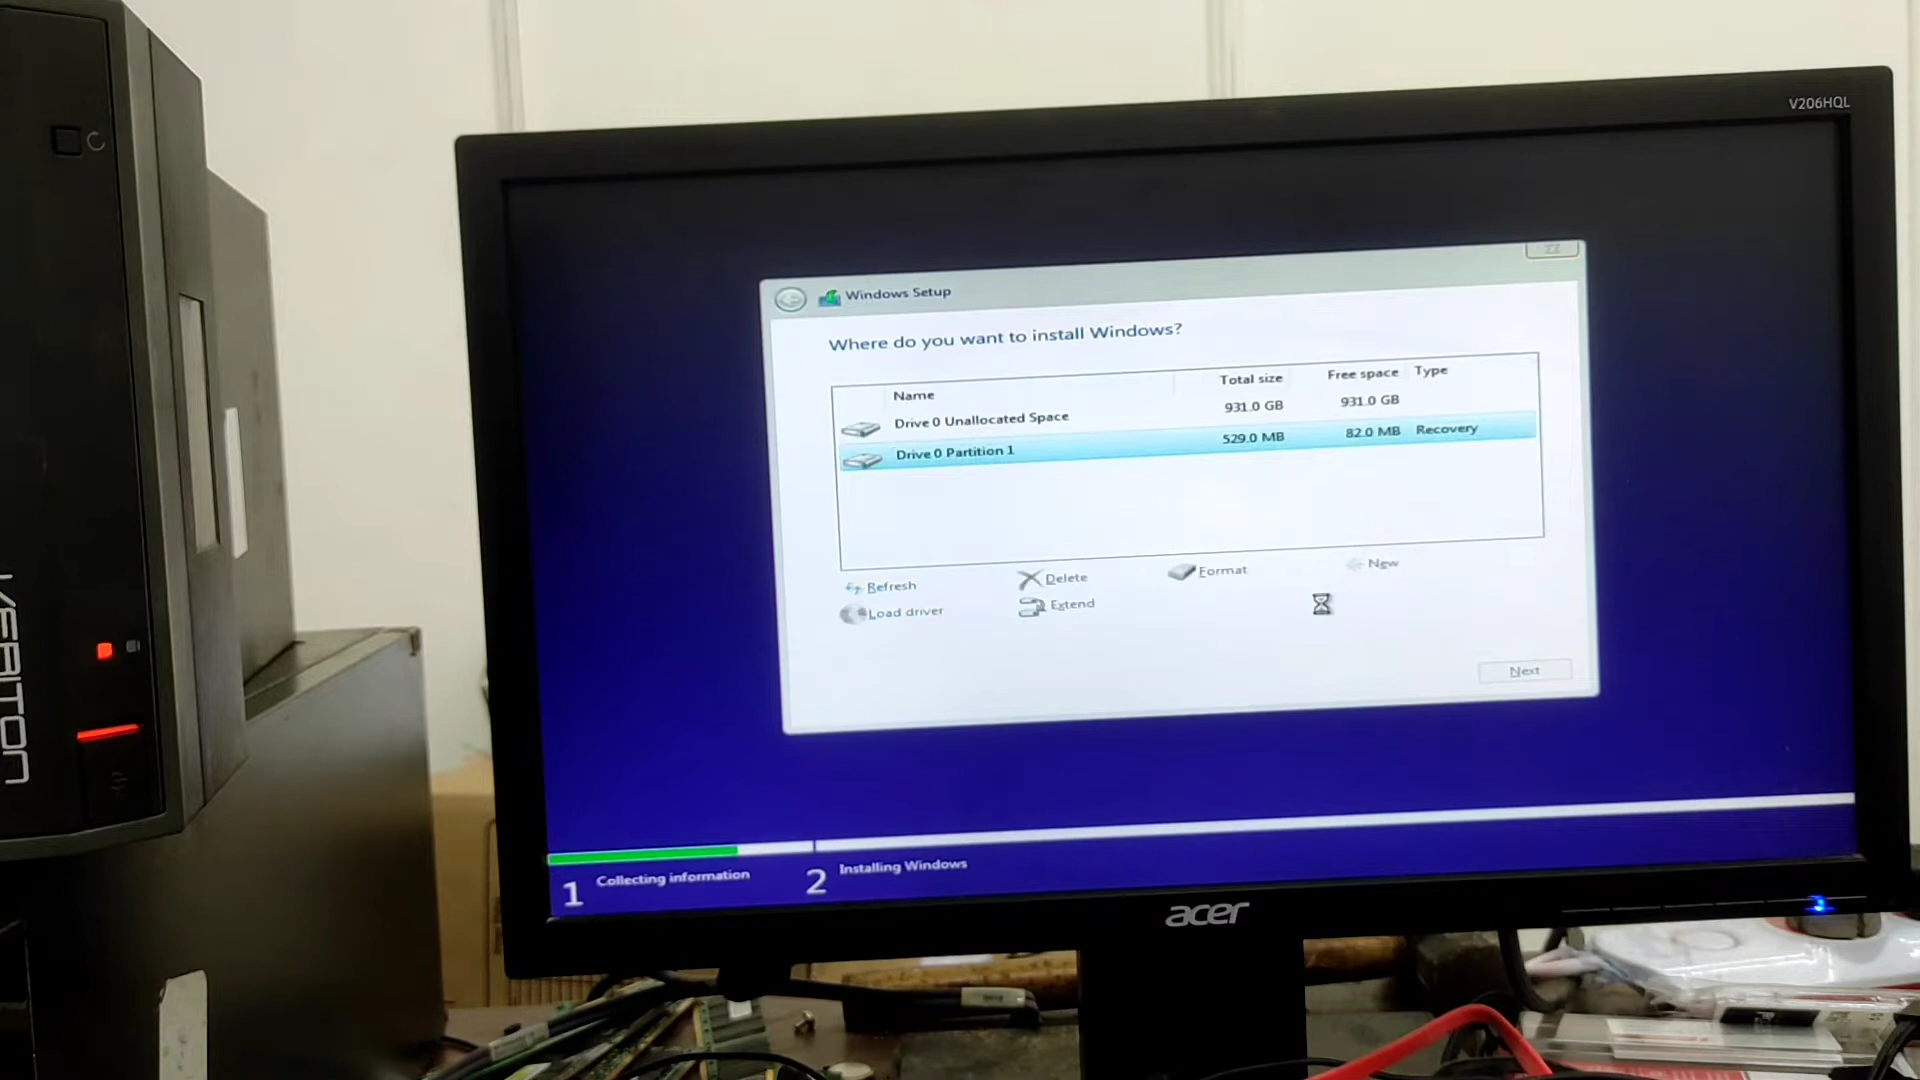 V206HQL
Windows Setup
Where do you want to install Windows?
Name Total size Free space Type
Drive 0 Unallocated Space 931.0 GB 931.0 GB
Drive 0 Partition 1 529.0 MB 82.0 MB Recovery
Refresh Delete Format New
Load driver Extend
Next
1 Collecting information 2 Installing Windows
acer
VERITON